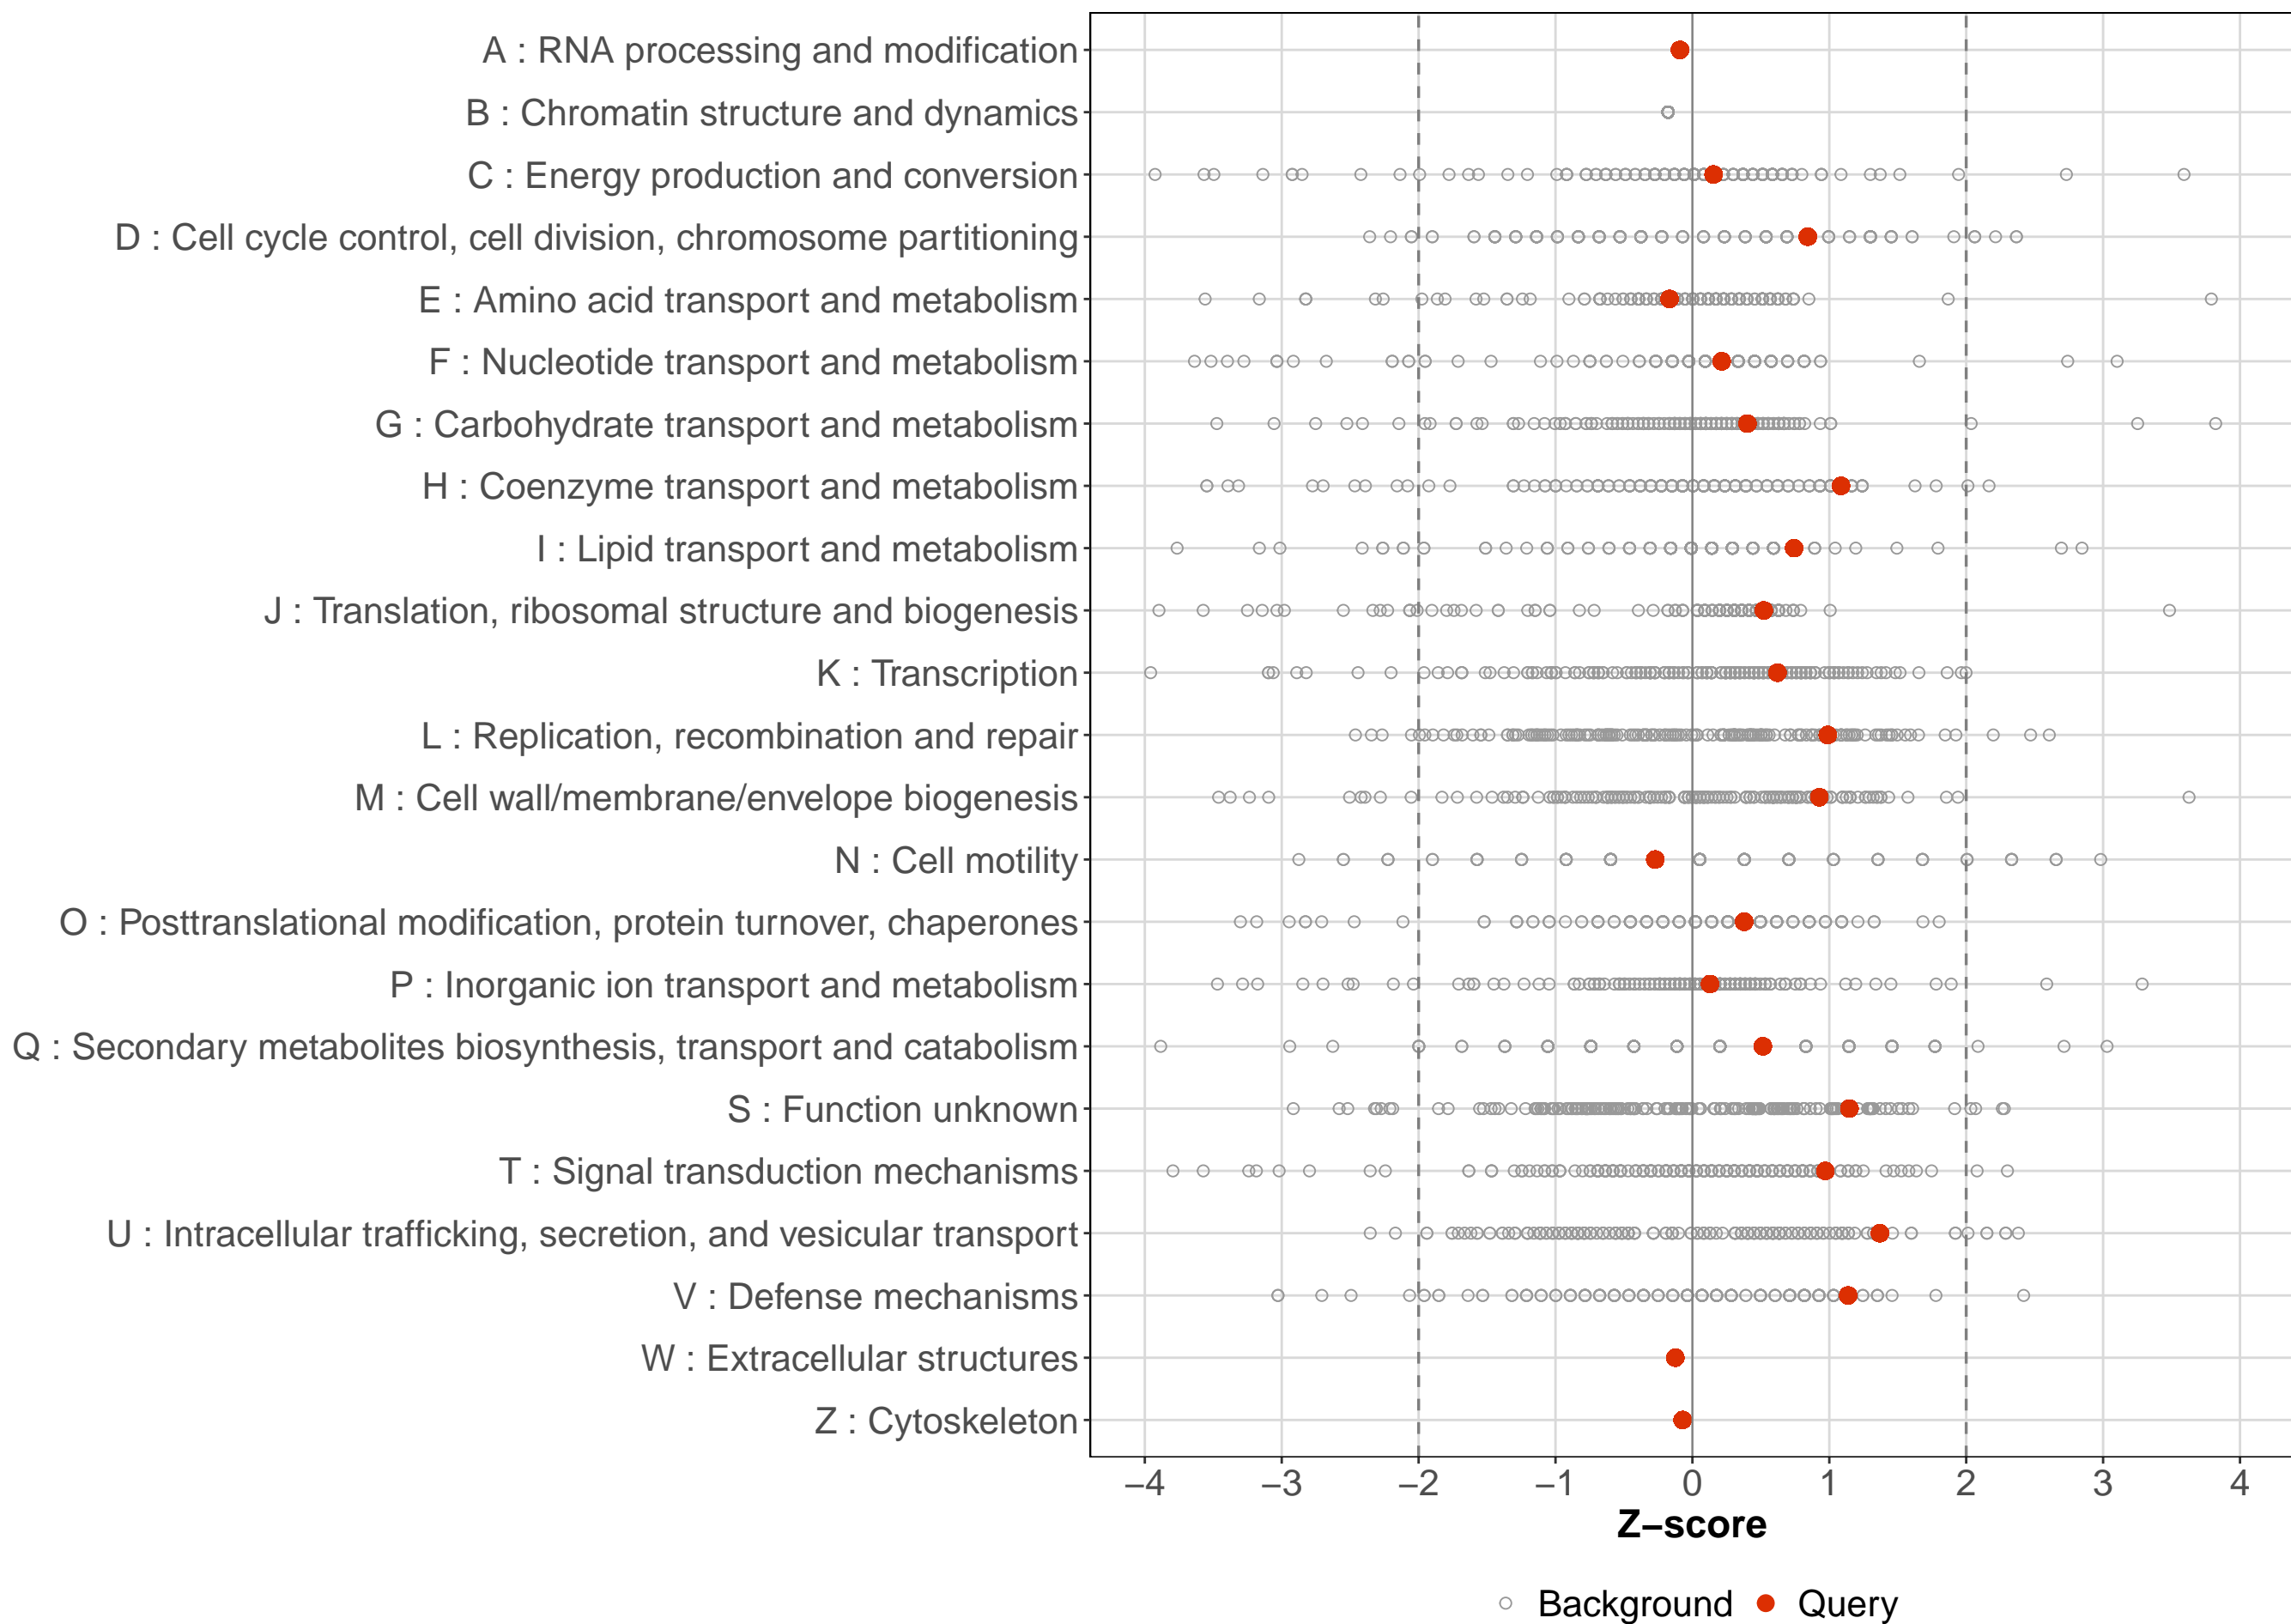 A : RNA processing and modification
B : Chromatin structure and dynamics
C : Energy production and conversion
D : Cell cycle control, cell division, chromosome partitioning
E : Amino acid transport and metabolism
F : Nucleotide transport and metabolism
G : Carbohydrate transport and metabolism
H : Coenzyme transport and metabolism
I : Lipid transport and metabolism
J : Translation, ribosomal structure and biogenesis
K : Transcription
L : Replication, recombination and repair
M : Cell wall/membrane/envelope biogenesis
N : Cell motility
O : Posttranslational modification, protein turnover, chaperones
P : Inorganic ion transport and metabolism
Q : Secondary metabolites biosynthesis, transport and catabolism
S : Function unknown
T : Signal transduction mechanisms
U : Intracellular trafficking, secretion, and vesicular transport
V : Defense mechanisms
W : Extracellular structures
Z : Cytoskeleton
−4 −3 −2 −1 0 1 2 3 4
Z−score
Background Query